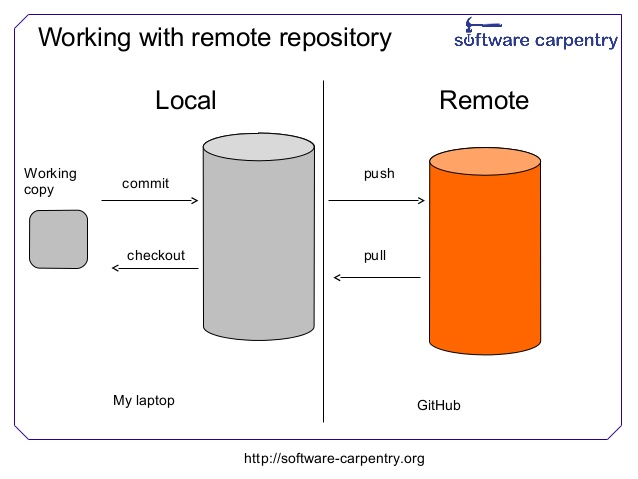 Working with remote repository
software carpentry
Local
Remote
Working
copy
commit
push
checkout
pull
My laptop
GitHub
http://software-carpentry.org